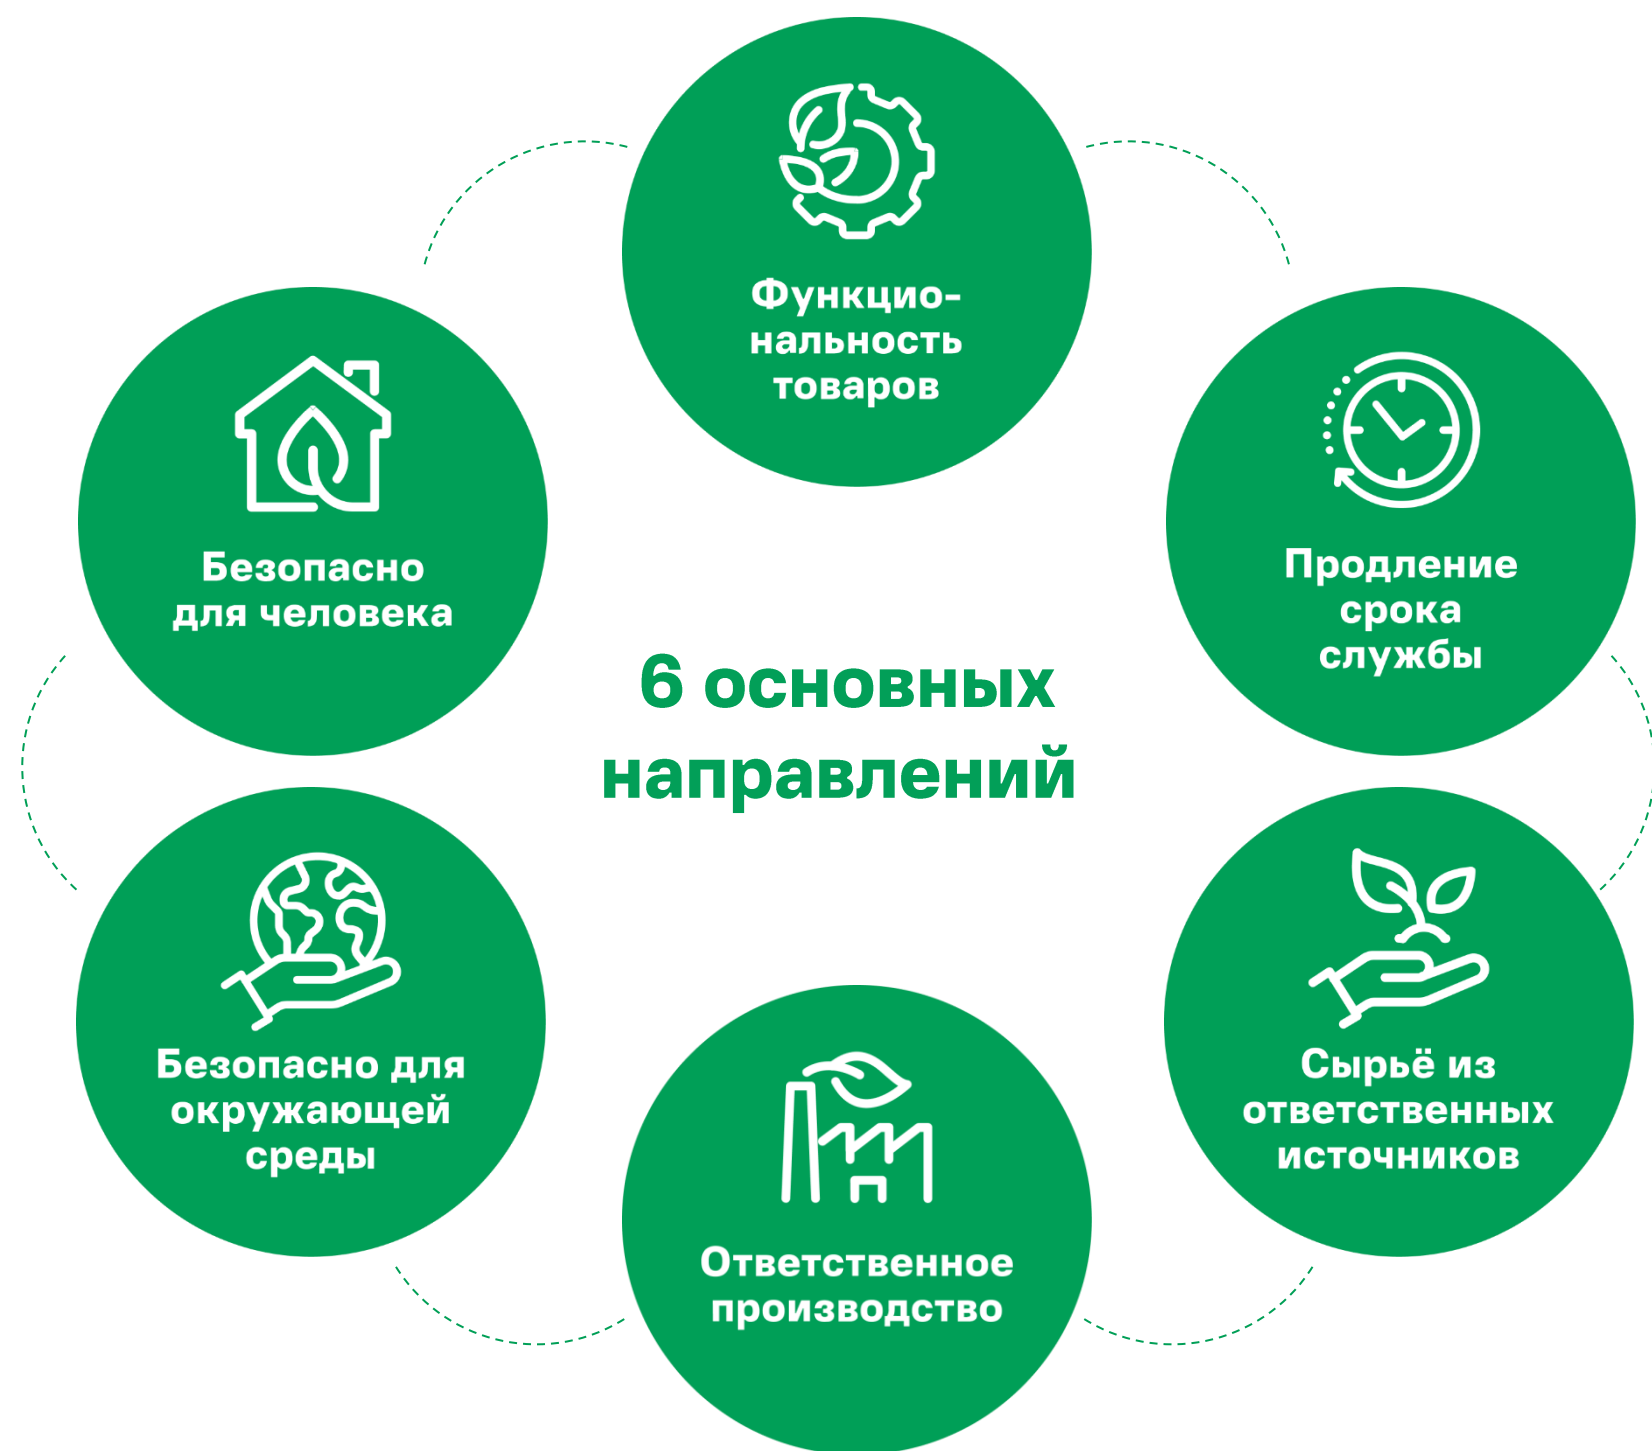 Функцио-
нальность
товаров
Безопасно
для человека
Продление
срока
службы
6 основных
направлений
Безопасно для
окружающей
среды
Сырьё из
ответственных
источников
Ответственное
производство